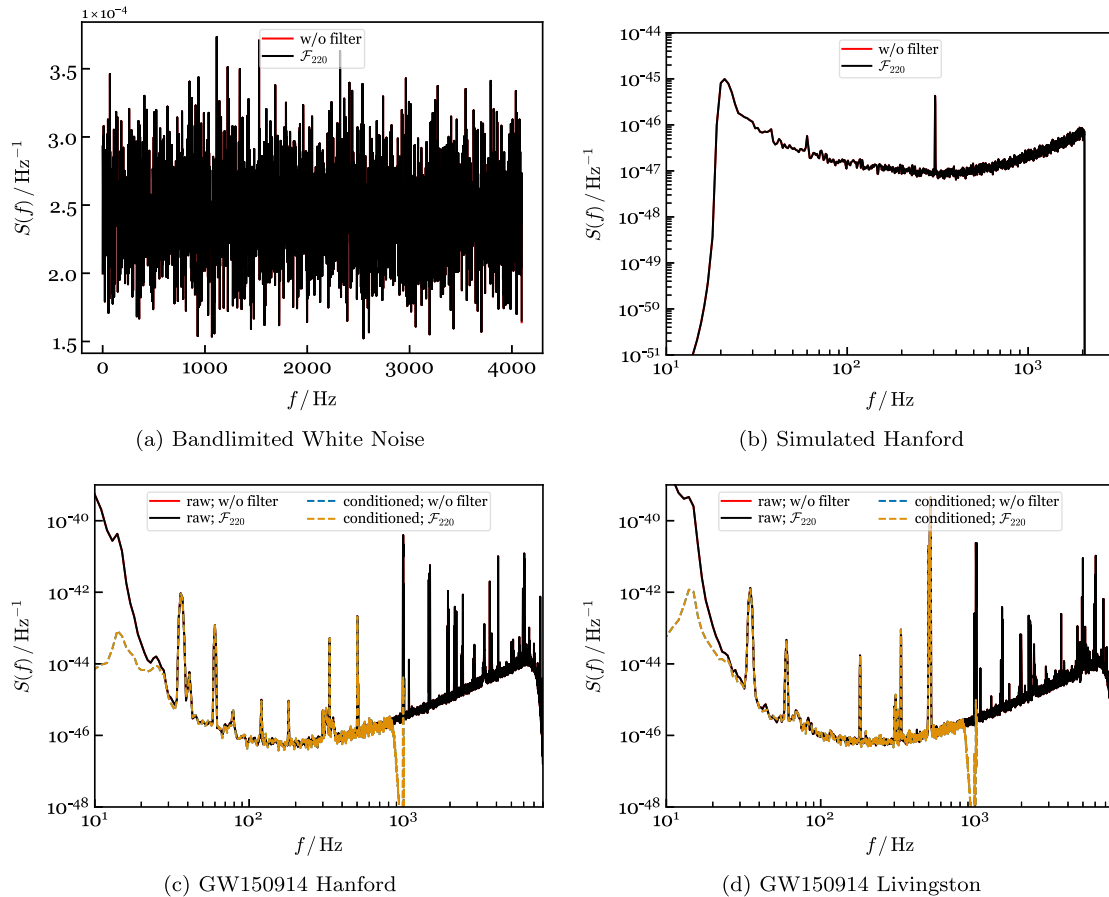 1×10⁻⁴
w/o filter
ℱ₂₂₀
3.5
3.0
2.5
2.0
1.5
S(f) / Hz⁻¹
0 1000 2000 3000 4000
f / Hz
(a) Bandlimited White Noise
w/o filter
ℱ₂₂₀
10⁻⁴⁴
10⁻⁴⁵
10⁻⁴⁶
10⁻⁴⁷
10⁻⁴⁸
10⁻⁴⁹
10⁻⁵⁰
10⁻⁵¹
S(f) / Hz⁻¹
10¹ 10² 10³
f / Hz
(b) Simulated Hanford
raw; w/o filter conditioned; w/o filter
raw; ℱ₂₂₀ conditioned; ℱ₂₂₀
10⁻⁴⁰
10⁻⁴²
10⁻⁴⁴
10⁻⁴⁶
10⁻⁴⁸
S(f) / Hz⁻¹
10¹ 10² 10³
f / Hz
(c) GW150914 Hanford
raw; w/o filter conditioned; w/o filter
raw; ℱ₂₂₀ conditioned; ℱ₂₂₀
10⁻⁴⁰
10⁻⁴²
10⁻⁴⁴
10⁻⁴⁶
10⁻⁴⁸
S(f) / Hz⁻¹
10¹ 10² 10³
f / Hz
(d) GW150914 Livingston